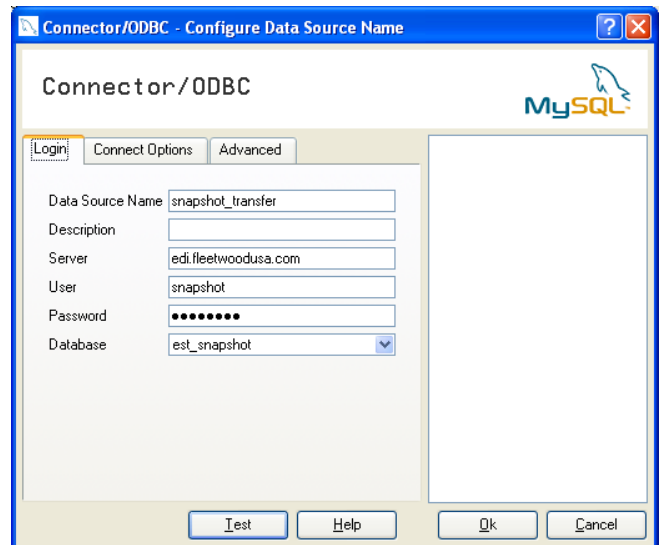 Connector/ODBC - Configure Data Source Name
Connector/ODBC
MySQL
Login Connect Options Advanced
Data Source Name snapshot_transfer
Description
Server edi.fleetwoodusa.com
User snapshot
Password ●●●●●●●●
Database est_snapshot
Test Help Ok Cancel